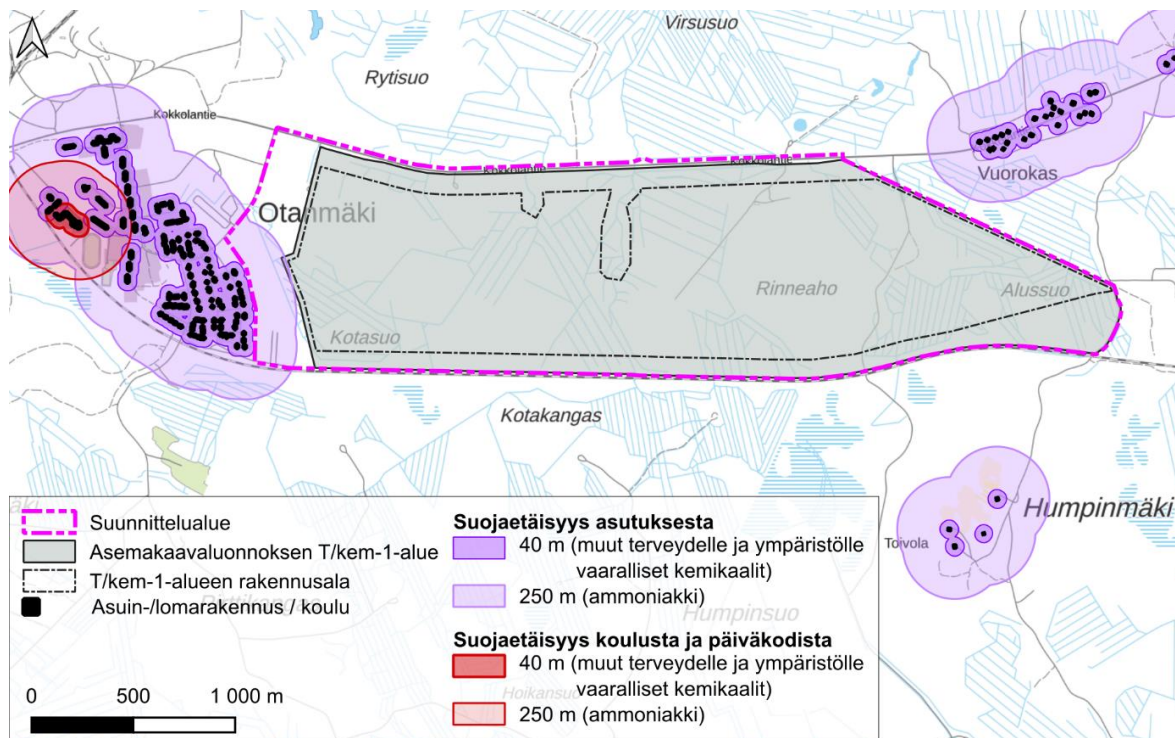 Virsusuo
Rytisuo
Kokkolantie
Kokkolantie
Kokkolantie
Vuorokas
Otanmäki
Rinneaho
Alussuo
Kotasuo
Kotakangas
Humpinmäki
Toivola
Suunnittelualue
Asemakaavaluonnoksen T/kem-1-alue
T/kem-1-alueen rakennusala
Asuin-/lomarakennus / koulu
Pirttikangas
Humpinsuo
Hoikansuo
0 500 1 000 m
Suojaetäisyys asutuksesta
40 m (muut terveydelle ja ympäristölle
vaaralliset kemikaalit)
250 m (ammoniakki)
Suojaetäisyys koulusta ja päiväkodista
40 m (muut terveydelle ja ympäristölle
vaaralliset kemikaalit)
250 m (ammoniakki)